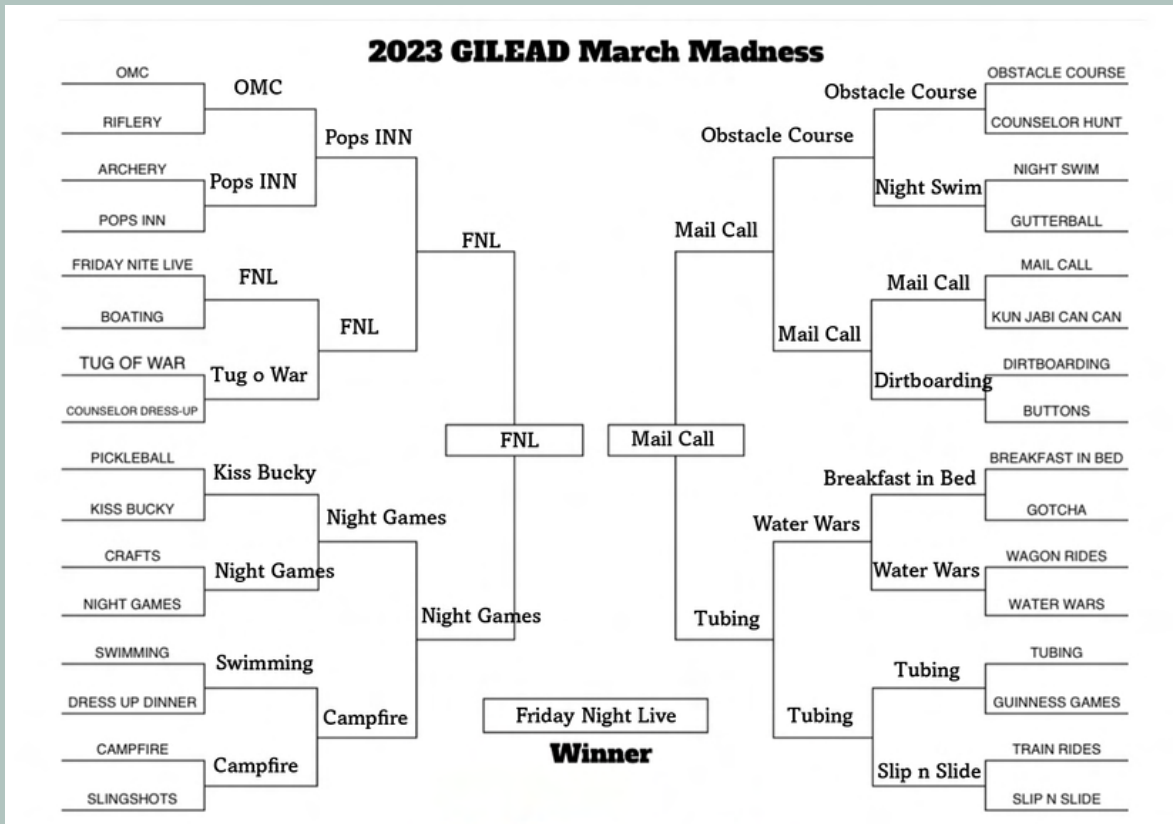 2023 GILEAD March Madness
OMC
RIFLERY
ARCHERY
POPS INN
FRIDAY NITE LIVE
BOATING
TUG OF WAR
COUNSELOR DRESS-UP
PICKLEBALL
KISS BUCKY
CRAFTS
NIGHT GAMES
SWIMMING
DRESS UP DINNER
CAMPFIRE
SLINGSHOTS
OMC
Pops INN
FNL
Tug o War
Kiss Bucky
Night Games
Swimming
Campfire
Pops INN
FNL
Night Games
Campfire
FNL
Night Games
FNL
Mail Call
Friday Night Live
Winner
Mail Call
Tubing
Obstacle Course
Mail Call
Water Wars
Tubing
Obstacle Course
Night Swim
Mail Call
Dirtboarding
Breakfast in Bed
Water Wars
Tubing
Slip n Slide
OBSTACLE COURSE
COUNSELOR HUNT
NIGHT SWIM
GUTTERBALL
MAIL CALL
KUN JABI CAN CAN
DIRTBOARDING
BUTTONS
BREAKFAST IN BED
GOTCHA
WAGON RIDES
WATER WARS
TUBING
GUINNESS GAMES
TRAIN RIDES
SLIP N SLIDE